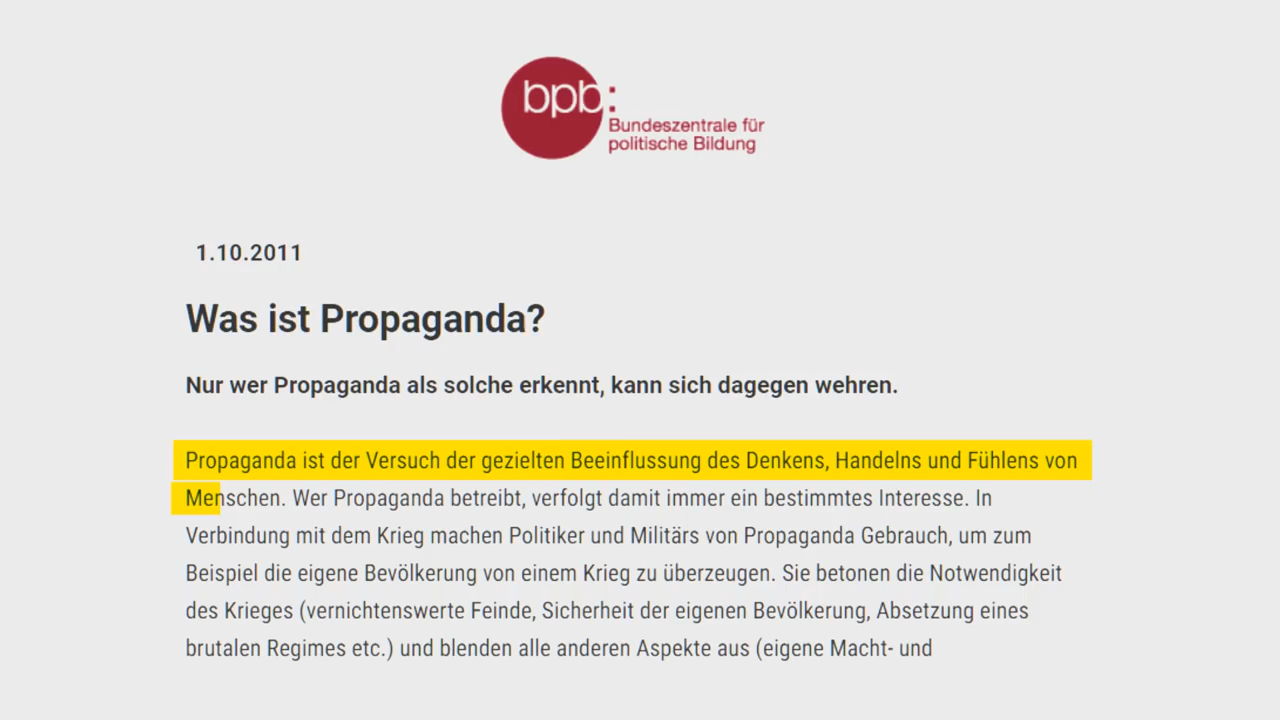 bpb:
Bundeszentrale für
politische Bildung
1.10.2011
Was ist Propaganda?
Nur wer Propaganda als solche erkennt, kann sich dagegen wehren.
Propaganda ist der Versuch der gezielten Beeinflussung des Denkens, Handelns und Fühlens von
Menschen. Wer Propaganda betreibt, verfolgt damit immer ein bestimmtes Interesse. In
Verbindung mit dem Krieg machen Politiker und Militärs von Propaganda Gebrauch, um zum
Beispiel die eigene Bevölkerung von einem Krieg zu überzeugen. Sie betonen die Notwendigkeit
des Krieges (vernichtenswerte Feinde, Sicherheit der eigenen Bevölkerung, Absetzung eines
brutalen Regimes etc.) und blenden alle anderen Aspekte aus (eigene Macht- und